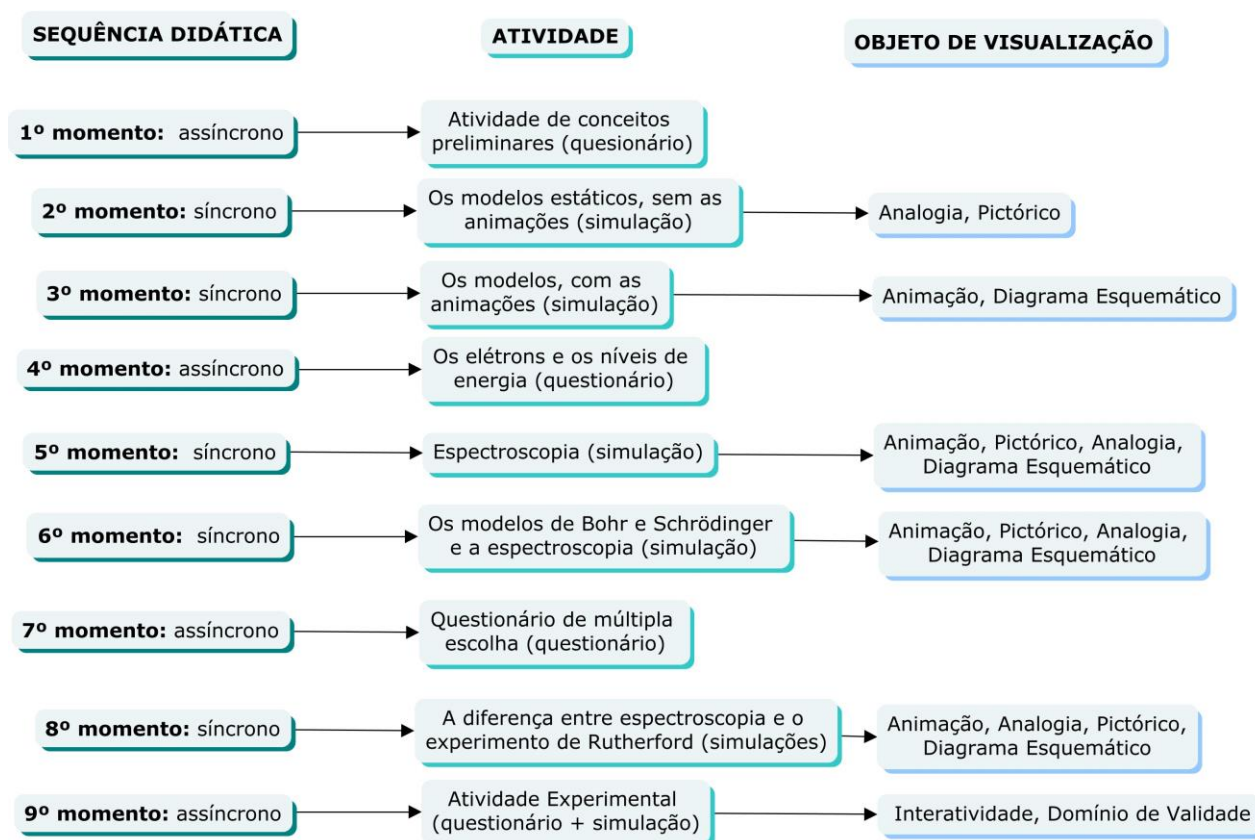 SEQUÊNCIA DIDÁTICA
ATIVIDADE
OBJETO DE VISUALIZAÇÃO
1º momento: assíncrono
Atividade de conceitos
preliminares (quesionário)
2º momento: síncrono
Os modelos estáticos, sem as
animações (simulação)
Analogia, Pictórico
3º momento: síncrono
Os modelos, com as
animações (simulação)
Animação, Diagrama Esquemático
4º momento: assíncrono
Os elétrons e os níveis de
energia (questionário)
5º momento: síncrono
Espectroscopia (simulação)
Animação, Pictórico, Analogia,
Diagrama Esquemático
6º momento: síncrono
Os modelos de Bohr e Schrödinger
e a espectroscopia (simulação)
Animação, Pictórico, Analogia,
Diagrama Esquemático
7º momento: assíncrono
Questionário de múltipla
escolha (questionário)
8º momento: síncrono
A diferença entre espectroscopia e o
experimento de Rutherford (simulações)
Animação, Analogia, Pictórico,
Diagrama Esquemático
9º momento: assíncrono
Atividade Experimental
(questionário + simulação)
Interatividade, Domínio de Validade